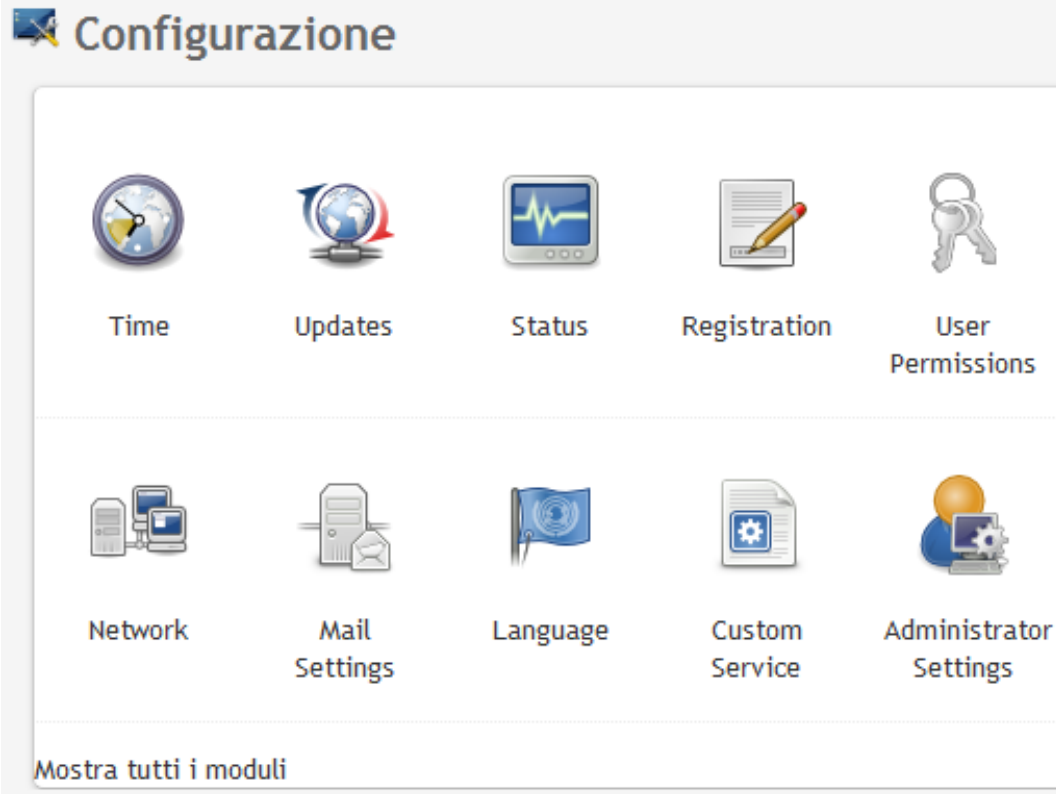 Configurazione
Time
Updates
Status
Registration
User
Permissions
Network
Mail
Settings
Language
Custom
Service
Administrator
Settings
Mostra tutti i moduli